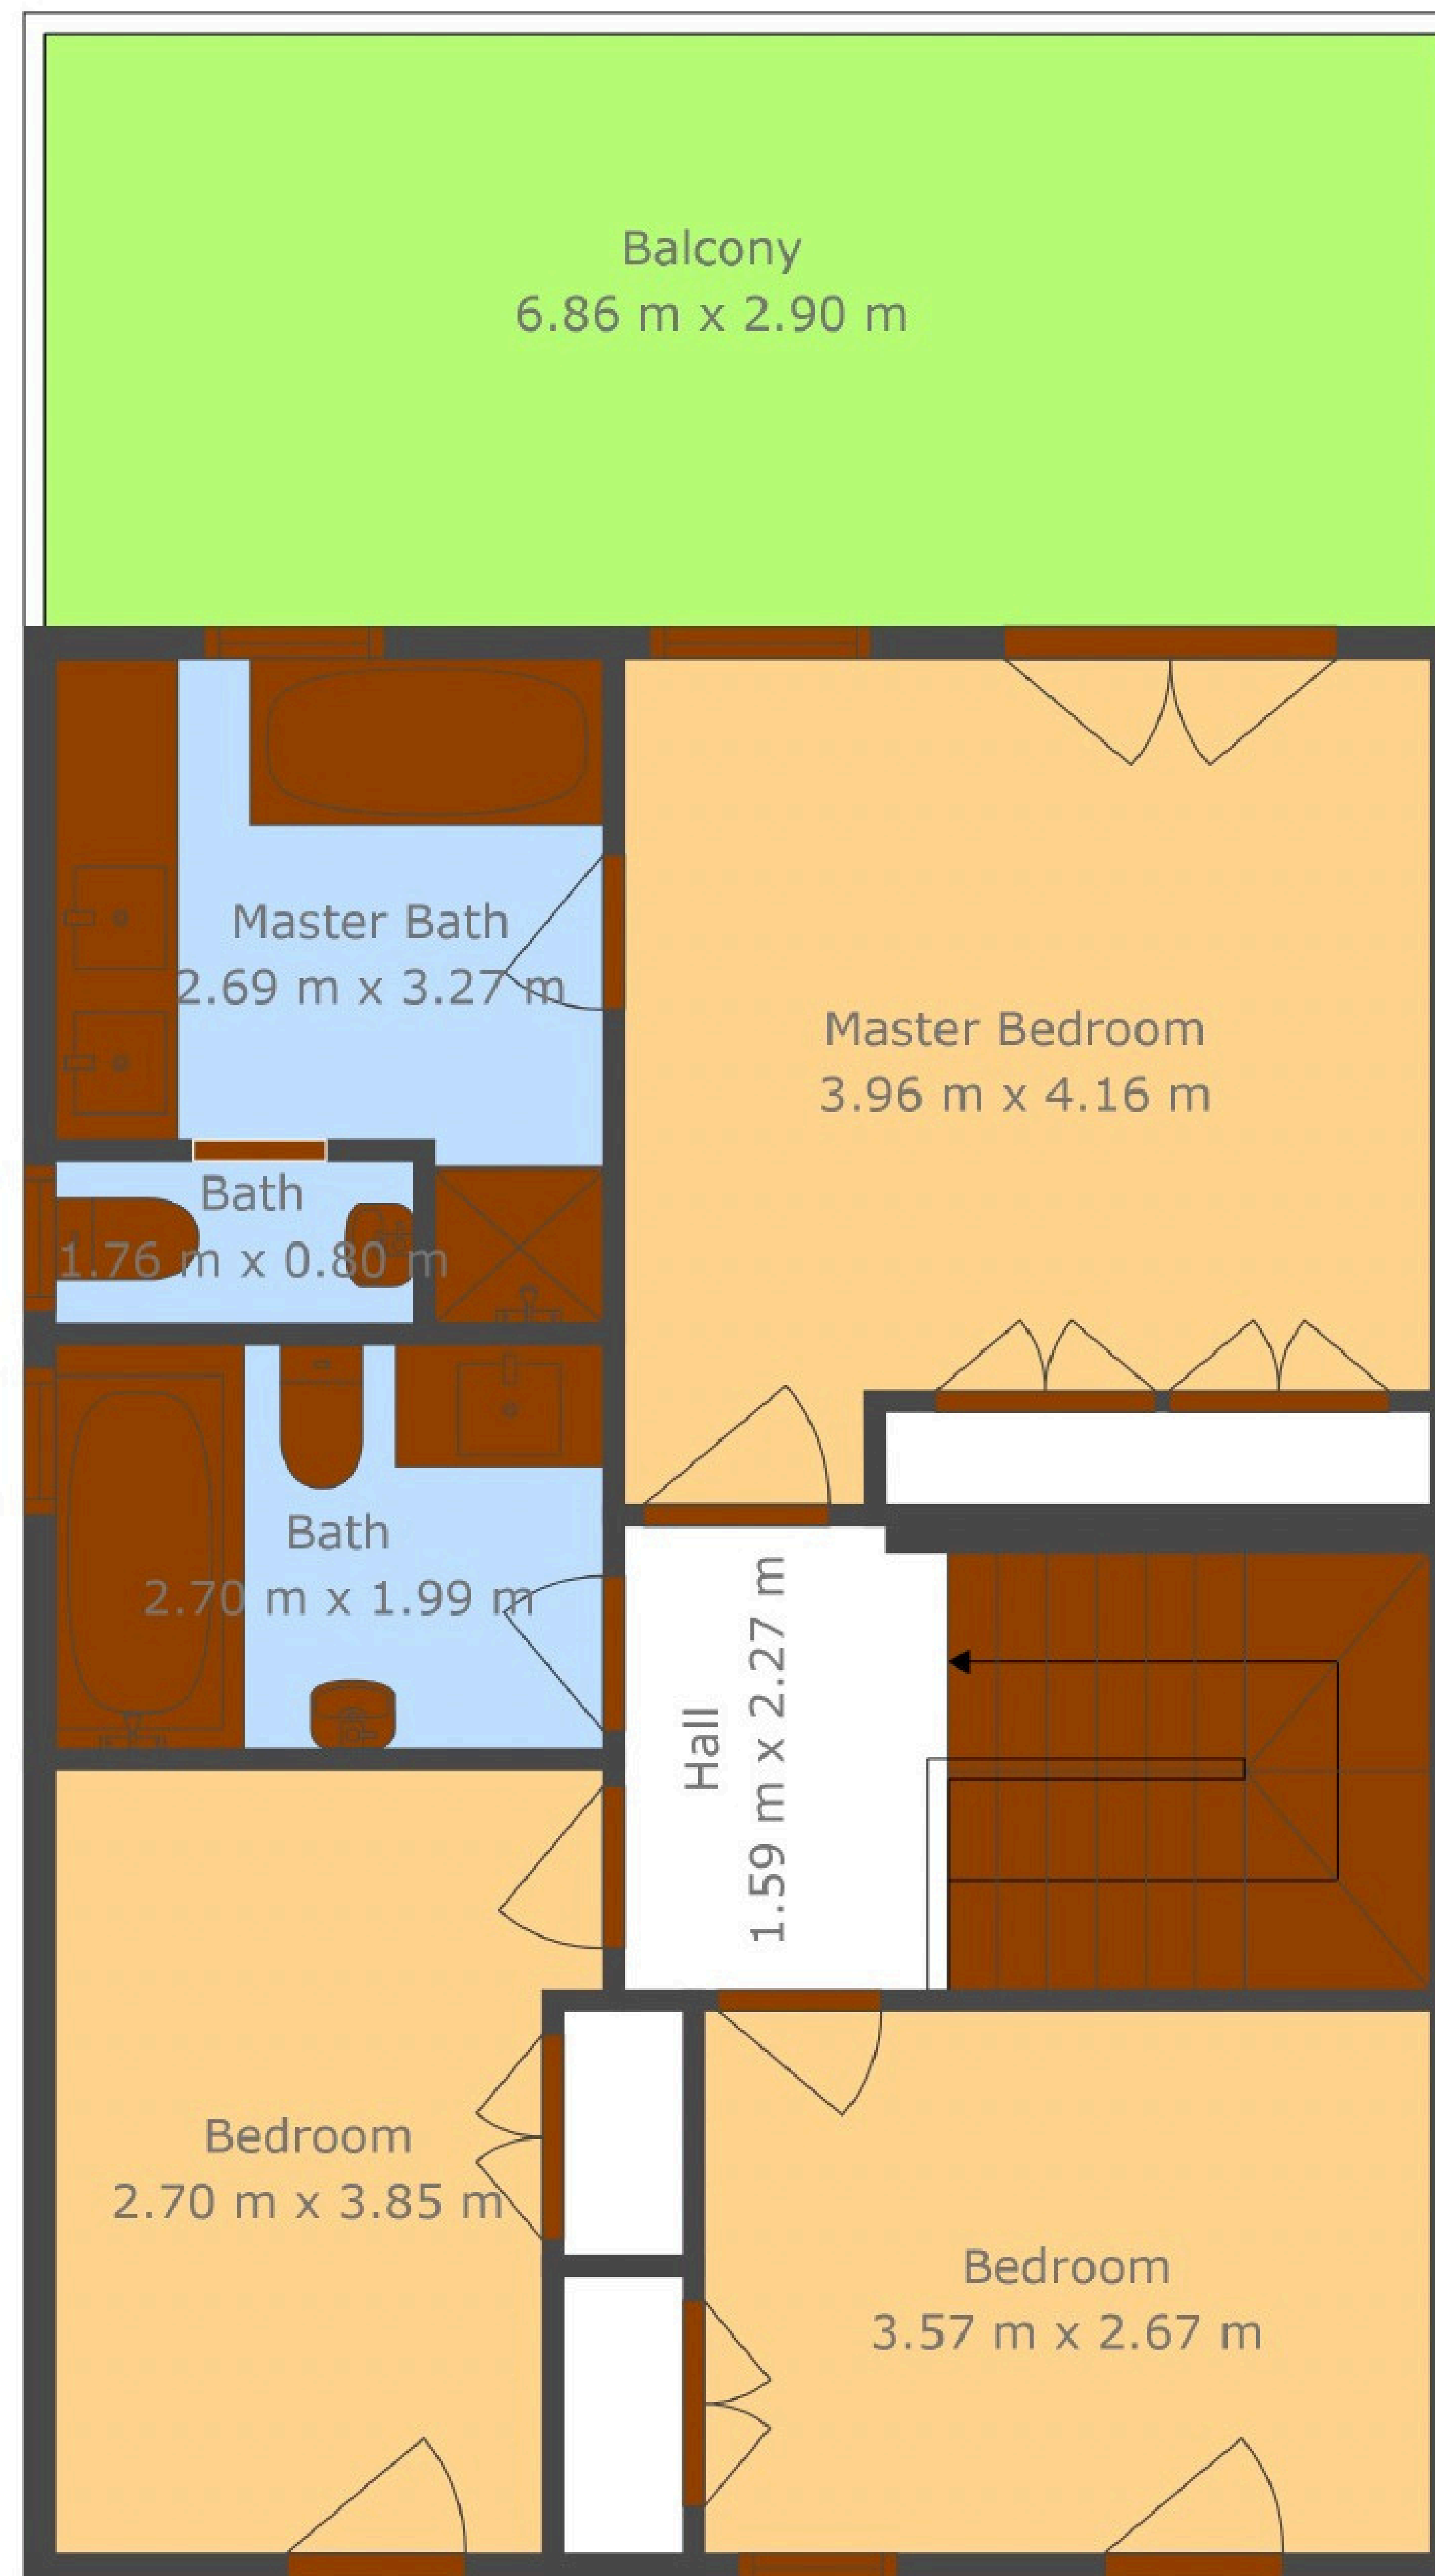 Balcony
6.86 m x 2.90 m
Master Bath
2.69 m x 3.27 m
Master Bedroom
3.96 m x 4.16 m
Bath
1.76 m x 0.80 m
Bath
2.70 m x 1.99 m
Hall
1.59 m x 2.27 m
Bedroom
2.70 m x 3.85 m
Bedroom
3.57 m x 2.67 m